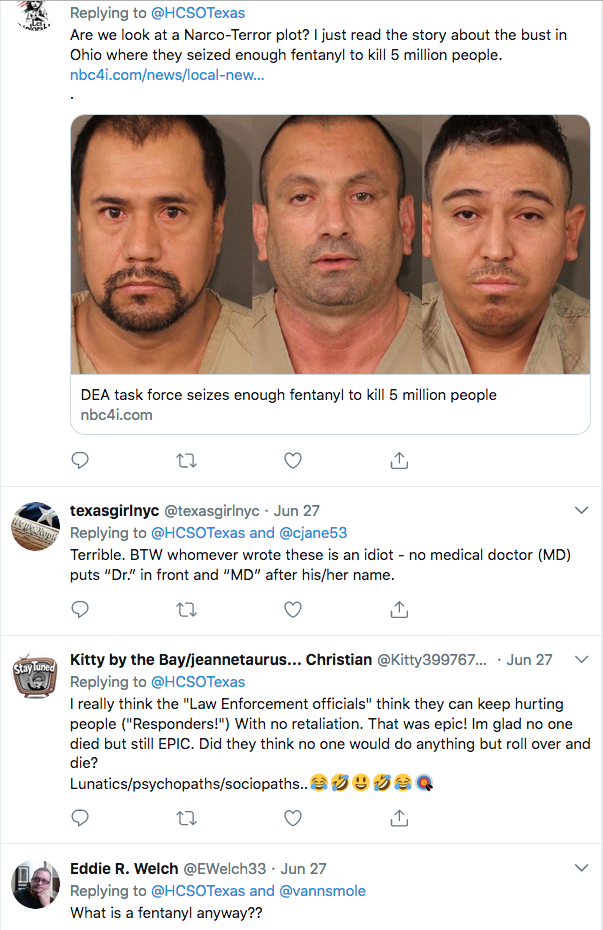 Replying to @HCSOTexas
Are we look at a Narco-Terror plot? I just read the story about the bust in
Ohio where they seized enough fentanyl to kill 5 million people.
nbc4i.com/news/local-new...
.
DEA task force seizes enough fentanyl to kill 5 million people
nbc4i.com
texasgirlnyc @texasgirlnyc · Jun 27
Replying to @HCSOTexas and @cjane53
Terrible. BTW whomever wrote these is an idiot - no medical doctor (MD)
puts “Dr.” in front and “MD” after his/her name.
Stay Tuned
Kitty by the Bay/jeannetaurus... Christian @Kitty399767... · Jun 27
Replying to @HCSOTexas
I really think the "Law Enforcement officials" think they can keep hurting
people ("Responders!") With no retaliation. That was epic! Im glad no one
died but still EPIC. Did they think no one would do anything but roll over and
die?
Lunatics/psychopaths/sociopaths..😂🤣😃🤣😂🎯
Eddie R. Welch @EWelch33 · Jun 27
Replying to @HCSOTexas and @vannsmole
What is a fentanyl anyway??